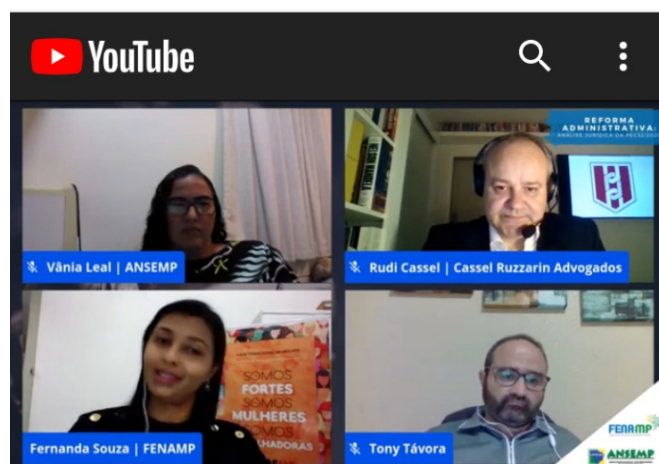 YouTube
REFORMA
ADMINISTRATIVA:
Vânia Leal | ANSEMP
Rudi Cassel | Cassel Ruzzarin Advogados
SOMOS
FORTES
SOMOS
MULHERES
SOMOS
Fernanda Souza | FENAMP
Tony Távora
FENAMP
ANSEMP